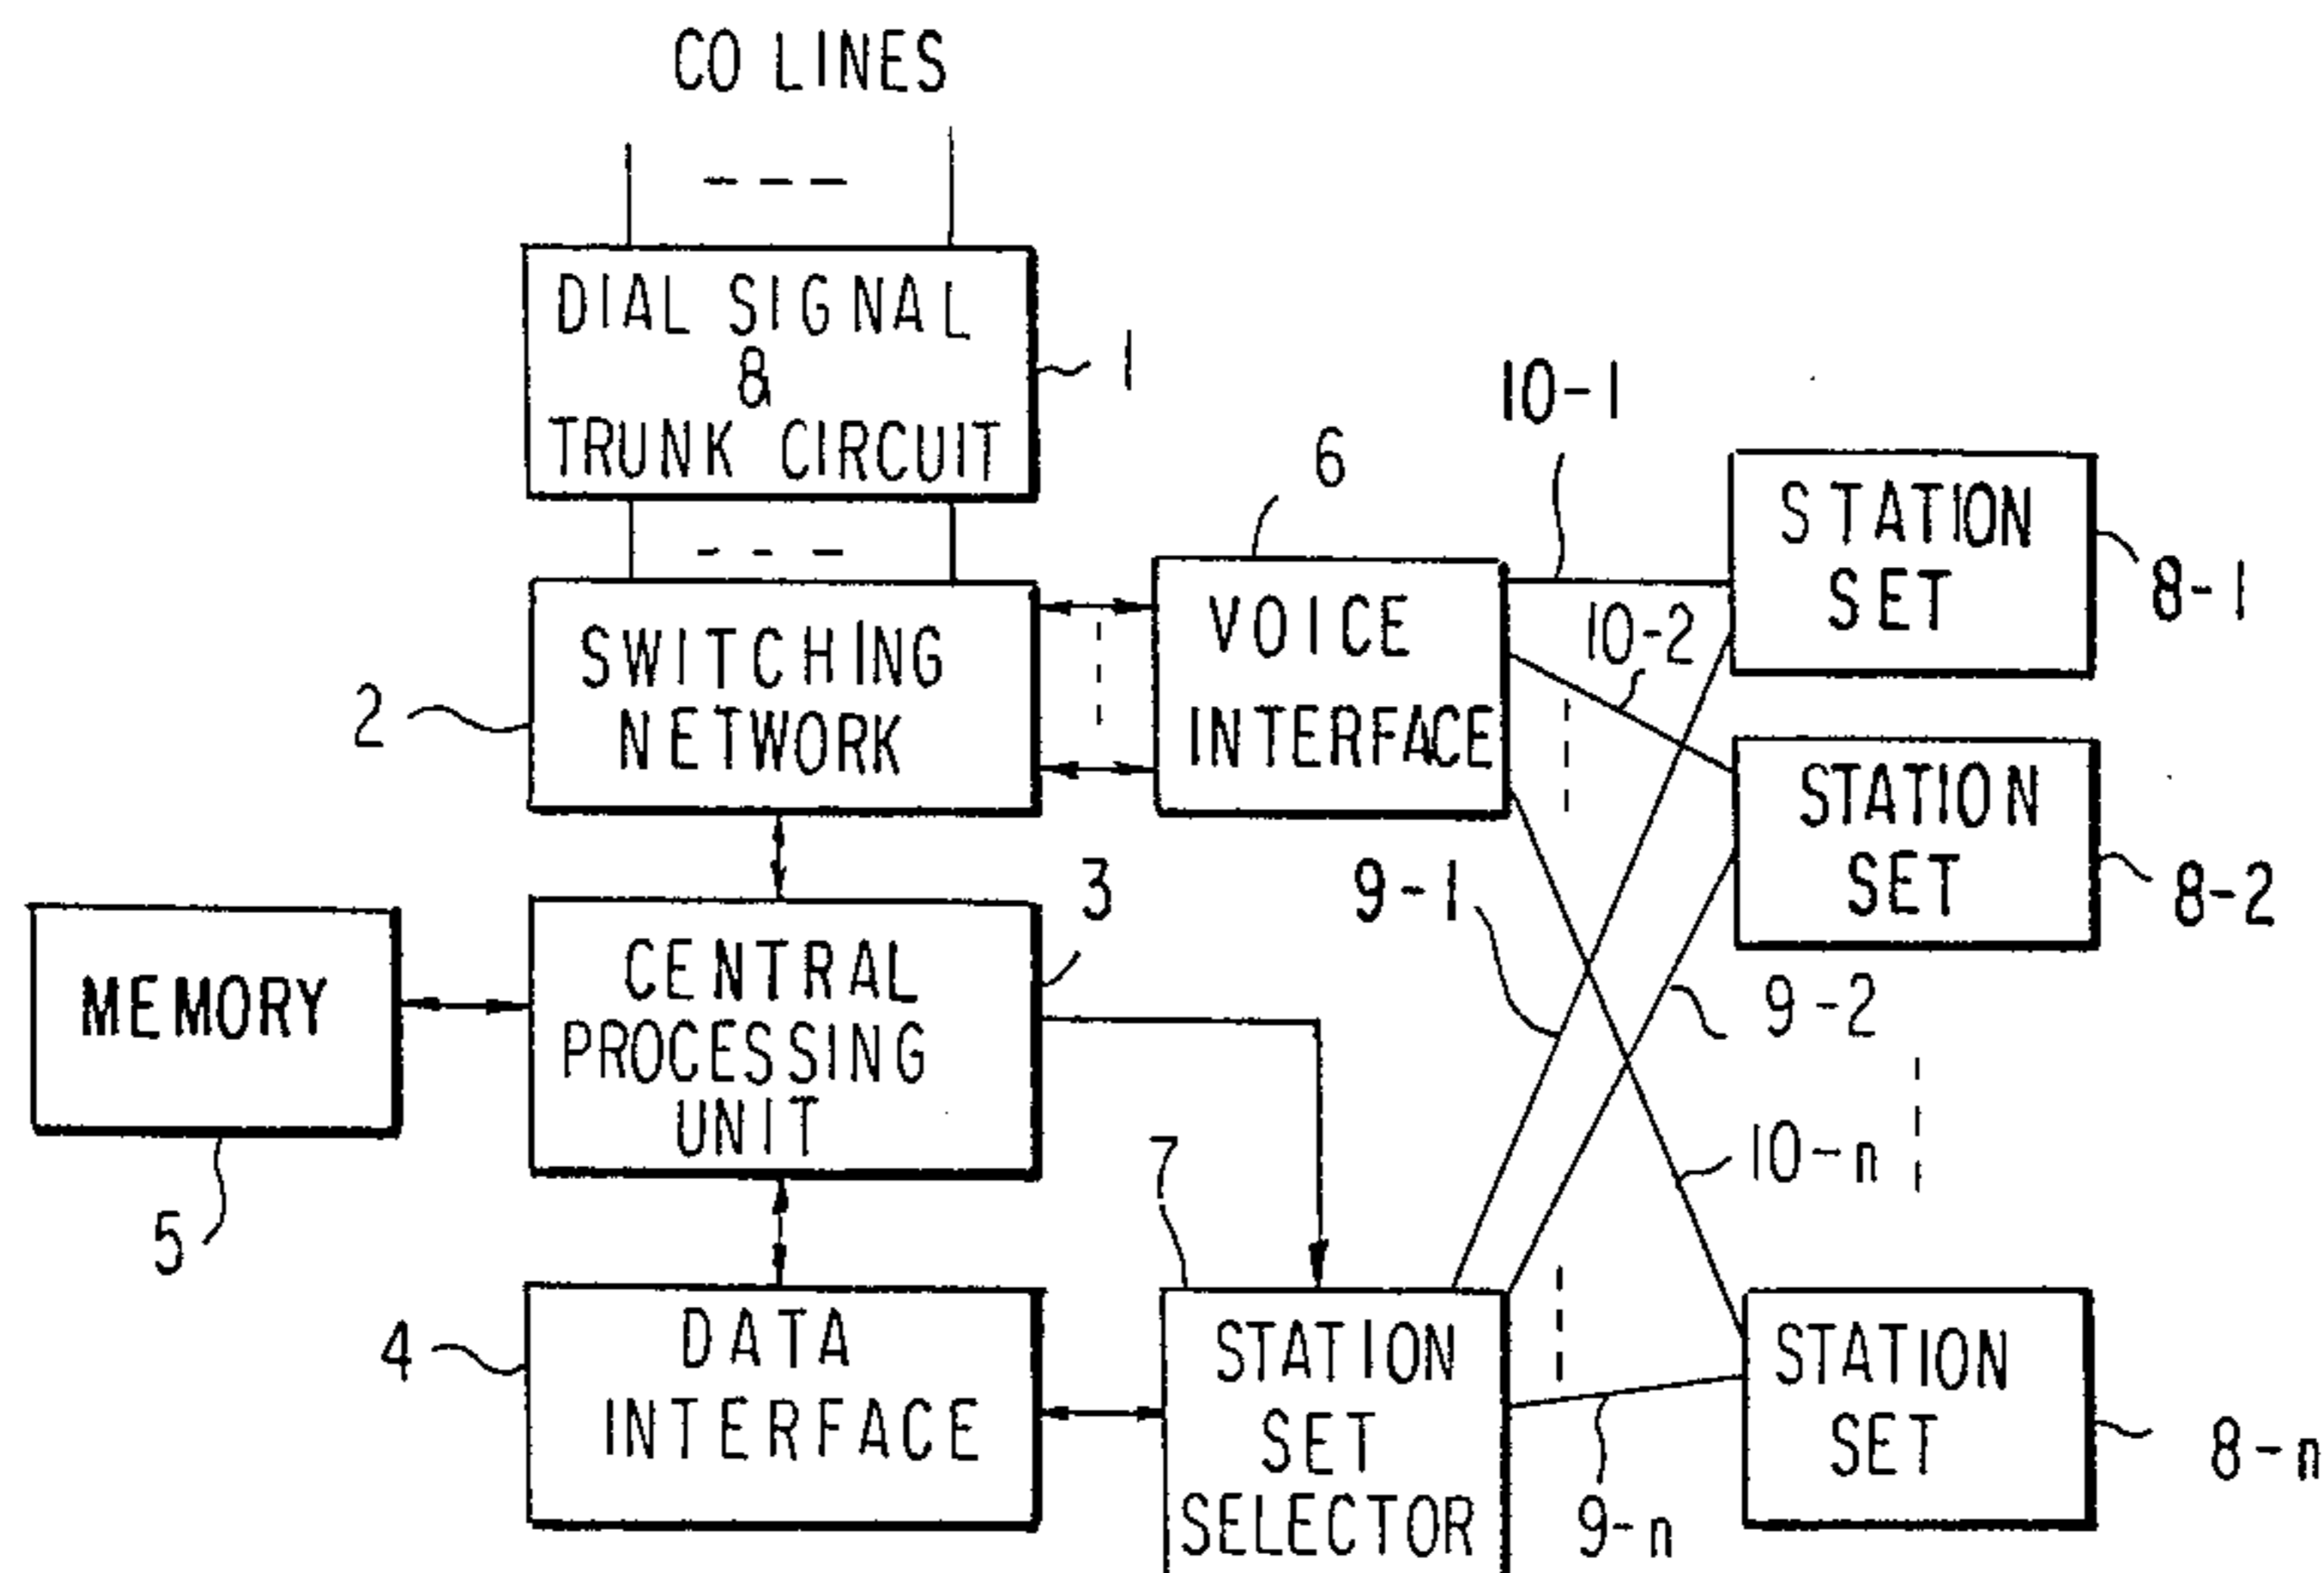 CO LINES
DIAL SIGNAL
&
TRUNK CIRCUIT
1
10-1
6
STATION
SET
8-1
SWITCHING
NETWORK
2
VOICE
INTERFACE
10-2
STATION
SET
8-2
9-1
3
MEMORY
5
CENTRAL
PROCESSING
UNIT
9-2
10-n
7
4
DATA
INTERFACE
STATION
SET
SELECTOR
9-n
STATION
SET
8-n